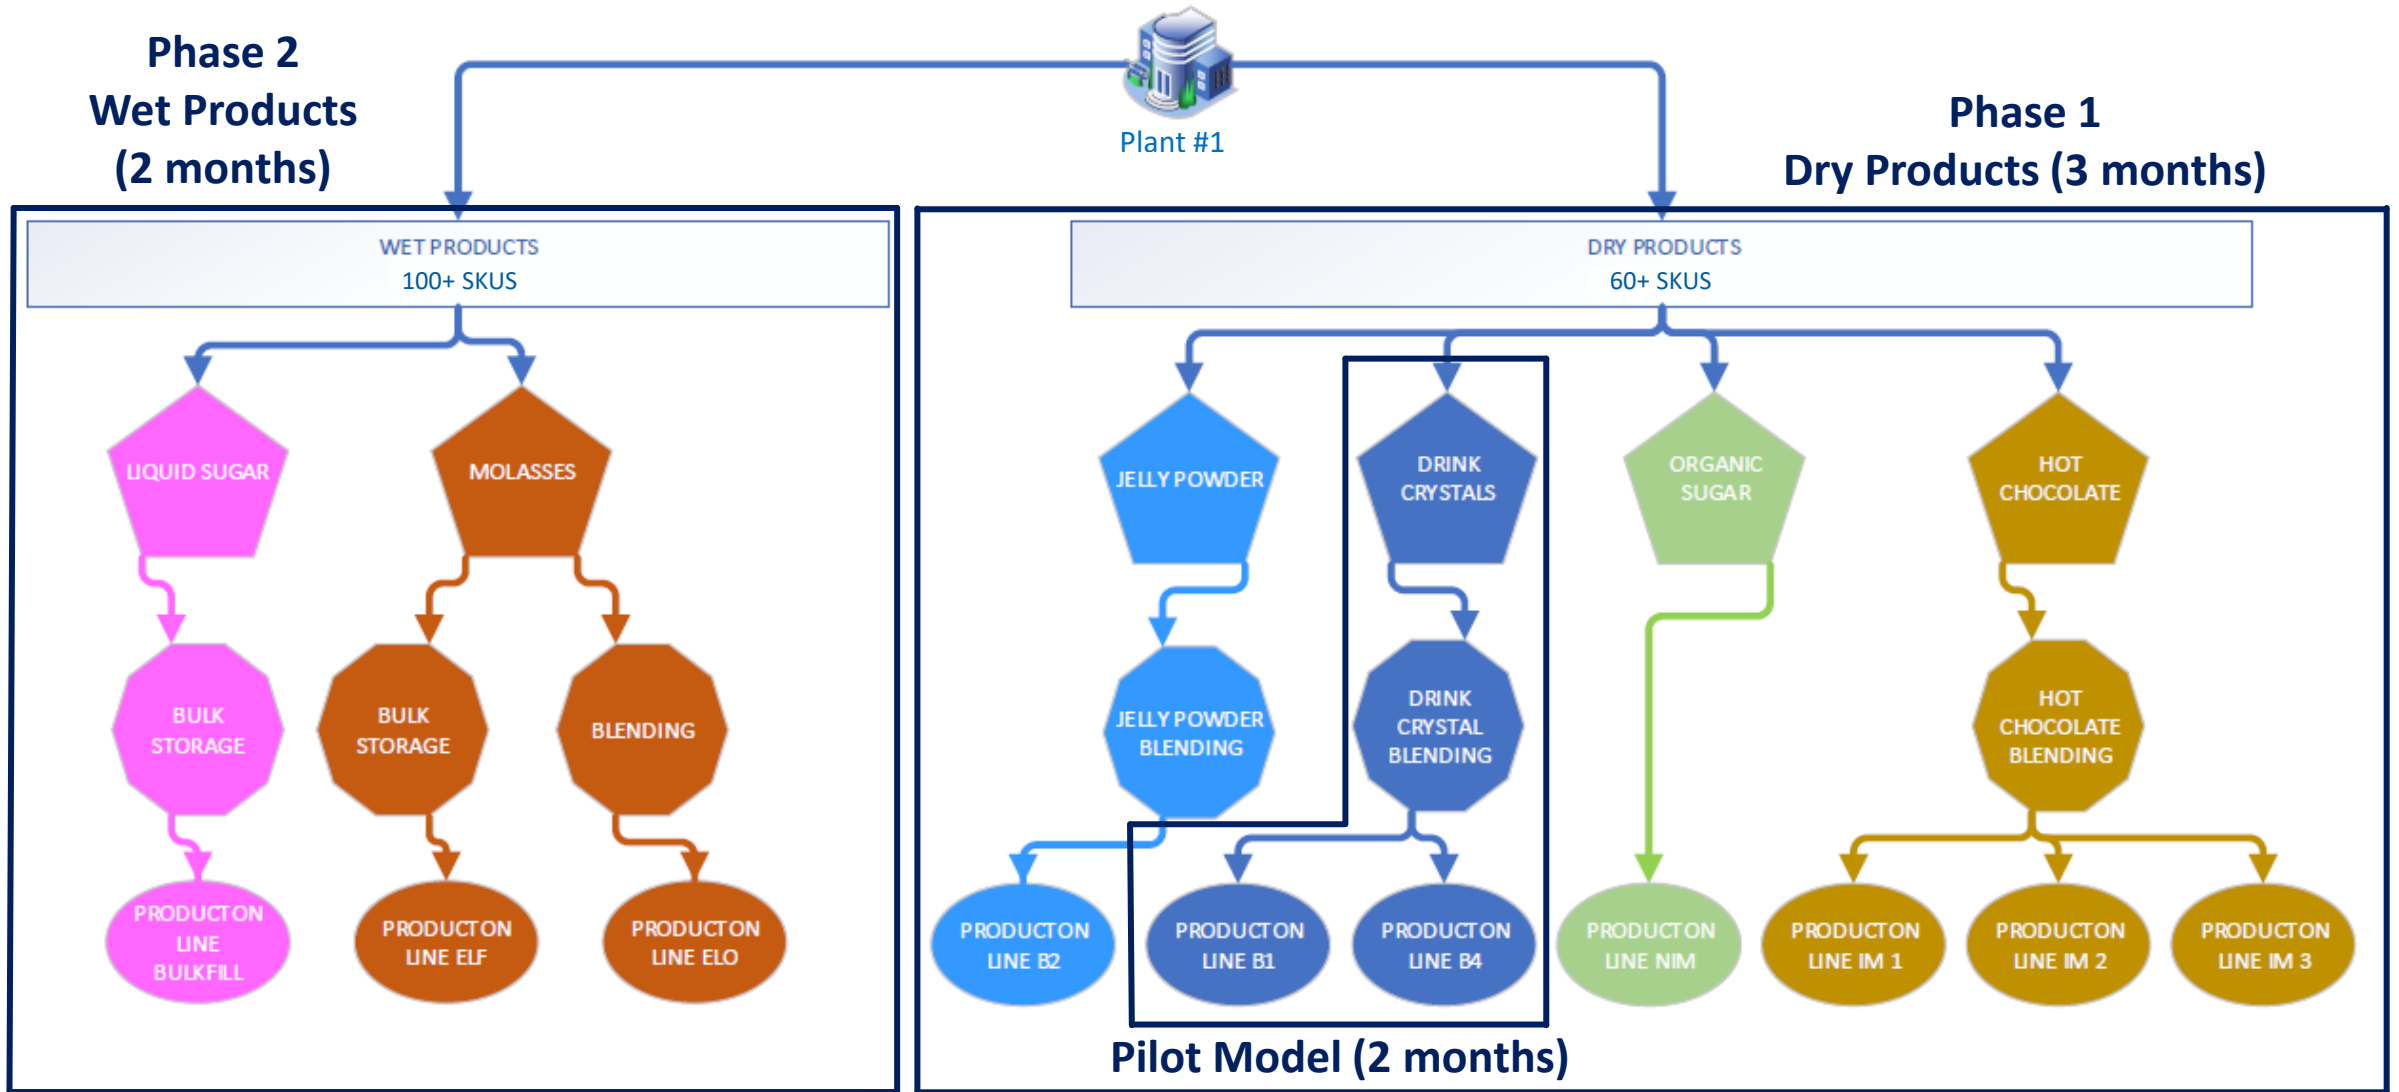 Phase 2
Wet Products
(2 months)
Plant #1
Phase 1
Dry Products (3 months)
WET PRODUCTS
100+ SKUS
DRY PRODUCTS
60+ SKUS
LIQUID SUGAR
MOLASSES
JELLY POWDER
DRINK
CRYSTALS
ORGANIC
SUGAR
HOT
CHOCOLATE
BULK
STORAGE
BULK
STORAGE
BLENDING
JELLY POWDER
BLENDING
DRINK
CRYSTAL
BLENDING
HOT
CHOCOLATE
BLENDING
PRODUCTON
LINE
BULKFILL
PRODUCTON
LINE ELF
PRODUCTON
LINE ELO
PRODUCTON
LINE B2
PRODUCTON
LINE B1
PRODUCTON
LINE B4
PRODUCTON
LINE NIM
PRODUCTON
LINE IM 1
PRODUCTON
LINE IM 2
PRODUCTON
LINE IM 3
Pilot Model (2 months)